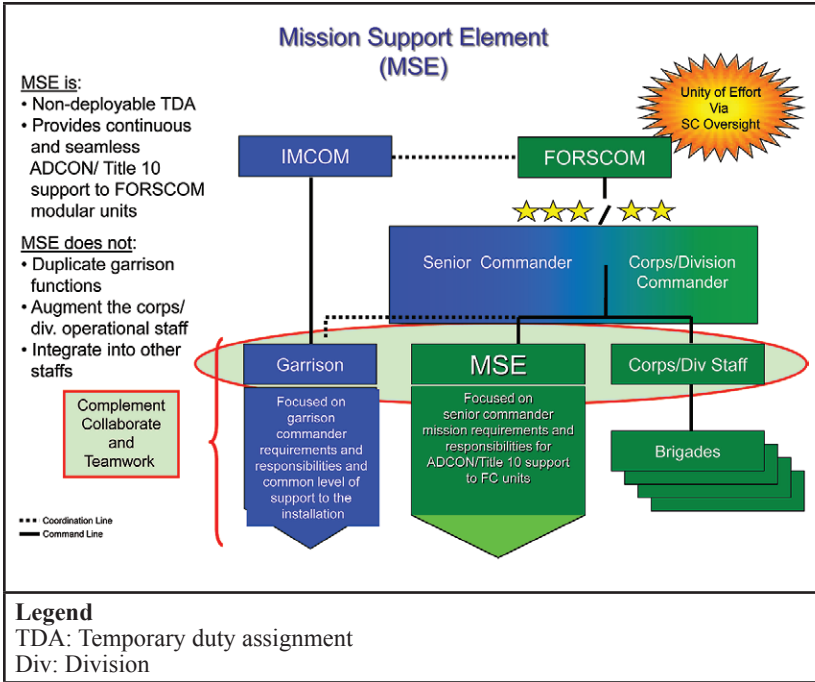 Mission Support Element
(MSE)
MSE is:
• Non-deployable TDA
• Provides continuous
and seamless
ADCON/ Title 10
support to FORSCOM
modular units
MSE does not:
• Duplicate garrison
functions
• Augment the corps/
div. operational staff
• Integrate into other
staffs
Unity of Effort
Via
SC Oversight
IMCOM
FORSCOM
Senior Commander
Corps/Division
Commander
Garrison
MSE
Corps/Div Staff
Complement
Collaborate
and
Teamwork
Focused on
garrison
commander
requirements and
responsibilities and
common level of
support to the
installation
Focused on
senior commander
mission requirements and
responsibilities for
ADCON/Title 10 support
to FC units
Brigades
Coordination Line
Command Line
Legend
TDA: Temporary duty assignment
Div: Division